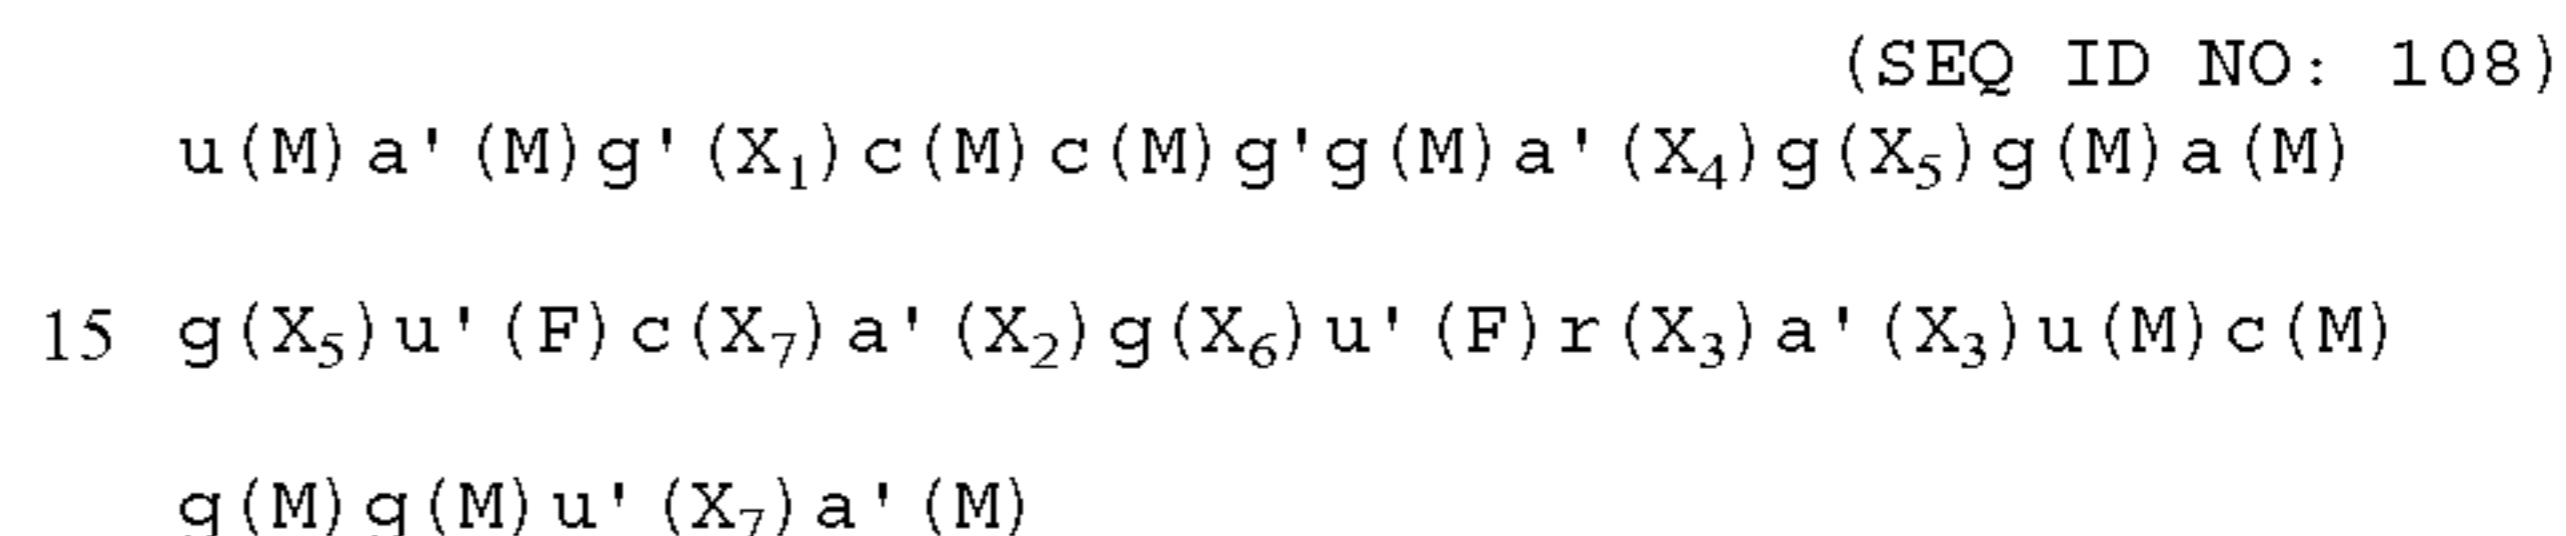 (SEQ ID NO: 108)
u(M)a'(M)g'(X₁)c(M)c(M)g'g(M)a'(X₄)g(X₅)g(M)a(M)
15 g(X₅)u'(F)c(X₇)a'(X₂)g(X₆)u'(F)r(X₃)a'(X₃)u(M)c(M)
g(M)g(M)u'(X₇)a'(M)